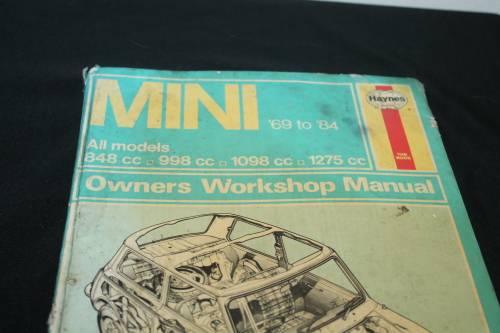 MINI '69 to '84
Haynes
All models
848 cc □ 998 cc □ 1098 cc □ 1275 cc
Owners Workshop Manual